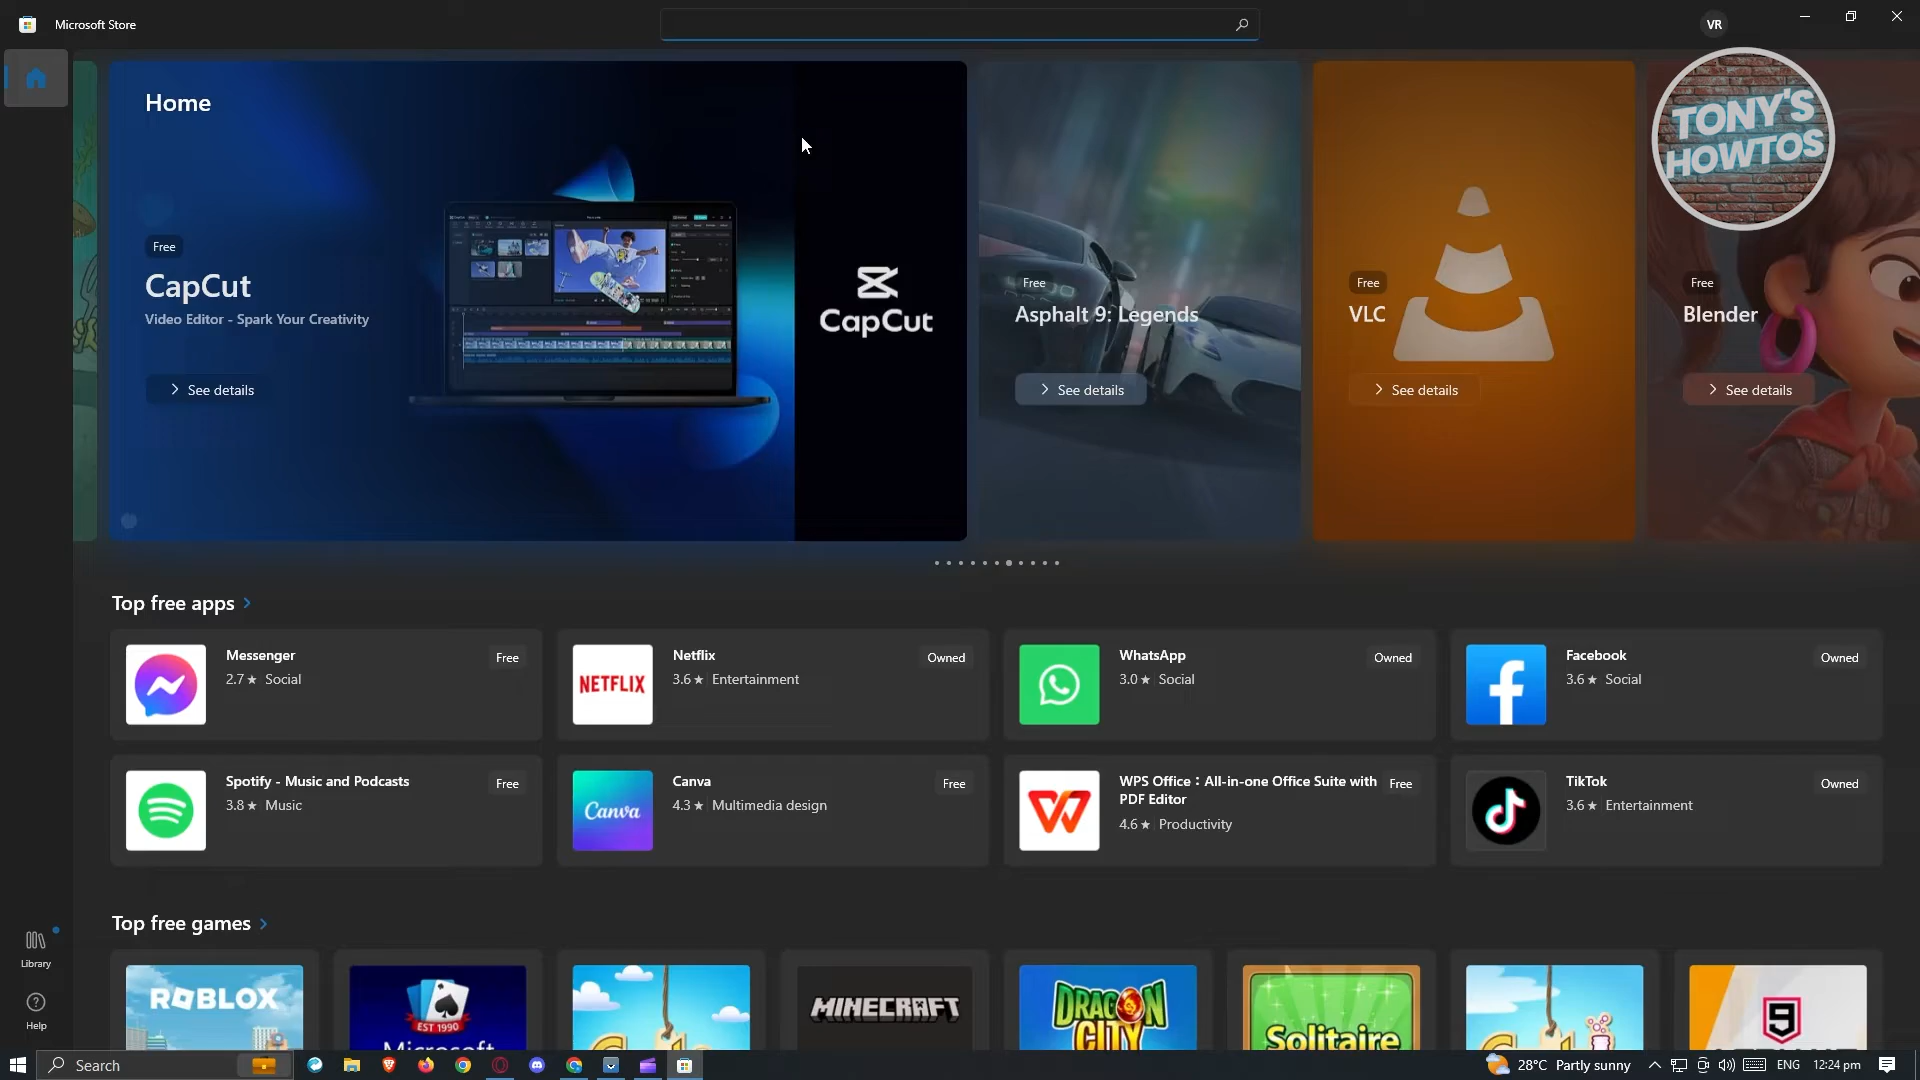 Microsoft Store
VR
TONY'S
HOWTOS
Home
Free
CapCut
Video Editor - Spark Your Creativity
See details
CapCut
Free
Asphalt 9: Legends
See details
Free
VLC
See details
Free
Blender
See details
Top free apps
Messenger
Free
2.7 ★ Social
Netflix
Owned
3.6 ★ Entertainment
NETFLIX
WhatsApp
Owned
3.0 ★ Social
Facebook
Owned
3.6 ★ Social
Spotify - Music and Podcasts
Free
3.8 ★ Music
Canva
Canva
Free
4.3 ★ Multimedia design
WPS Office：All-in-one Office Suite with
PDF Editor
Free
4.6 ★ Productivity
TikTok
Owned
3.6 ★ Entertainment
Top free games
Library
Help
ROBLOX
EST 1990
Microsoft
MINECRAFT
DRAGON
CITY
Solitaire
9
Search
28°C Partly sunny
ENG
12:24 pm